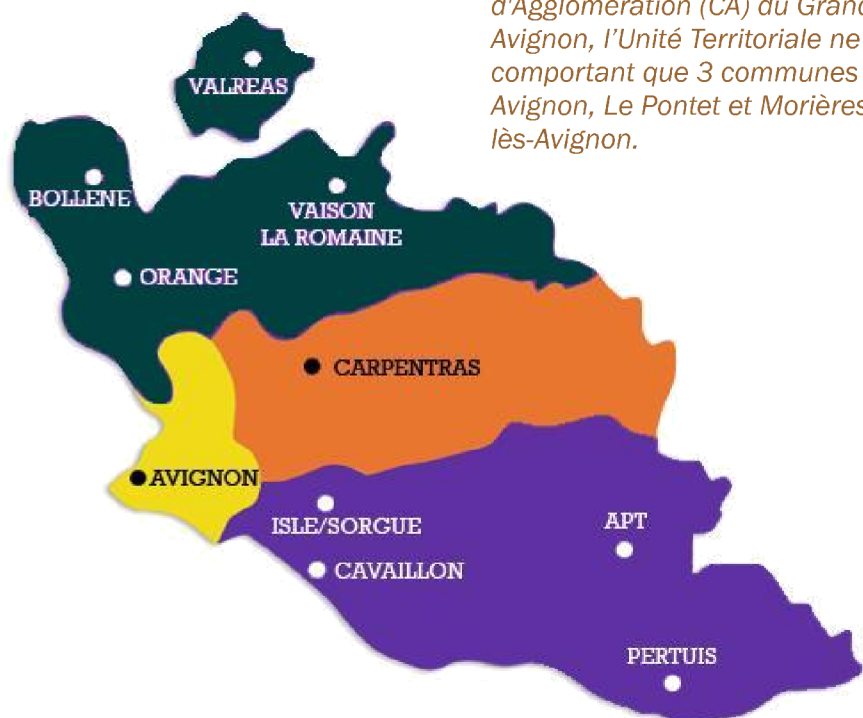 d'Agglomération (CA) du Grand
Avignon, l'Unité Territoriale ne
comportant que 3 communes
Avignon, Le Pontet et Morières
lès-Avignon.
VALREAS
BOLLENE
VAISON
LA ROMAINE
ORANGE
CARPENTRAS
AVIGNON
ISLE/SORGUE
APT
CAVAILLON
PERTUIS